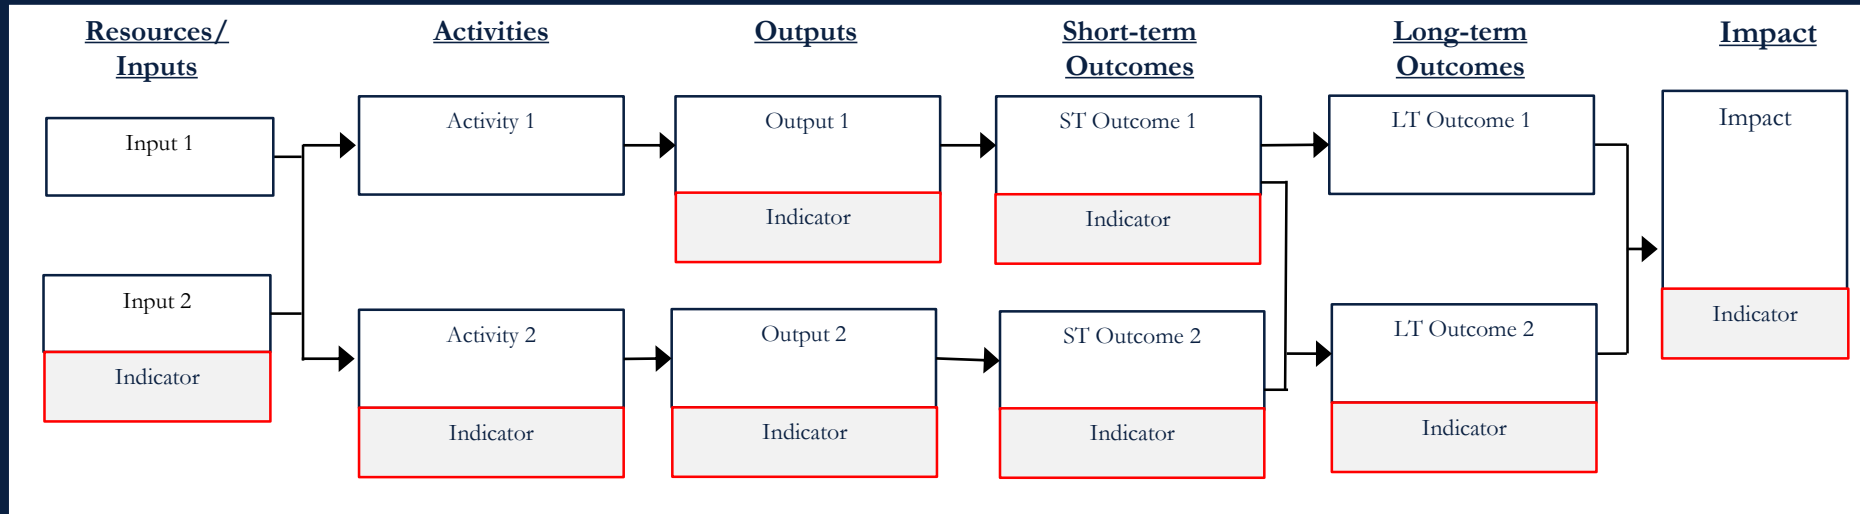 Resources/
Inputs
Activities
Outputs
Short-term
Outcomes
Long-term
Outcomes
Impact
Input 1
Activity 1
Output 1
ST Outcome 1
LT Outcome 1
Impact
Indicator
Indicator
Input 2
Activity 2
Output 2
ST Outcome 2
LT Outcome 2
Indicator
Indicator
Indicator
Indicator
Indicator
Indicator